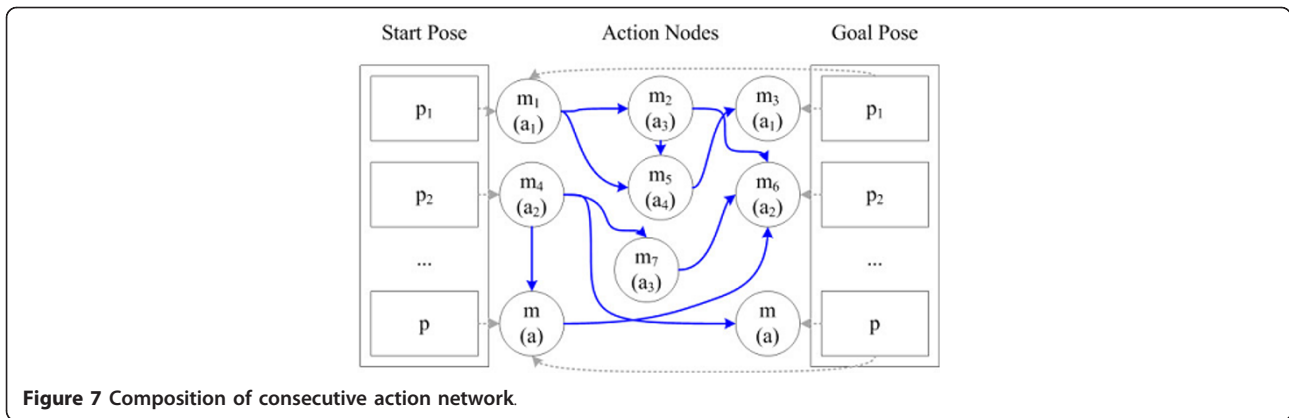 Start Pose Action Nodes Goal Pose
p₁ m₁ m₂ m₃ p₁
(a₁) (a₃) (a₁)
p₂ m₄ m₅ m₆ p₂
(a₂) (a₄) (a₂)
... m₇ ...
(a₃)
p m m p
(a) (a)
Figure 7 Composition of consecutive action network.